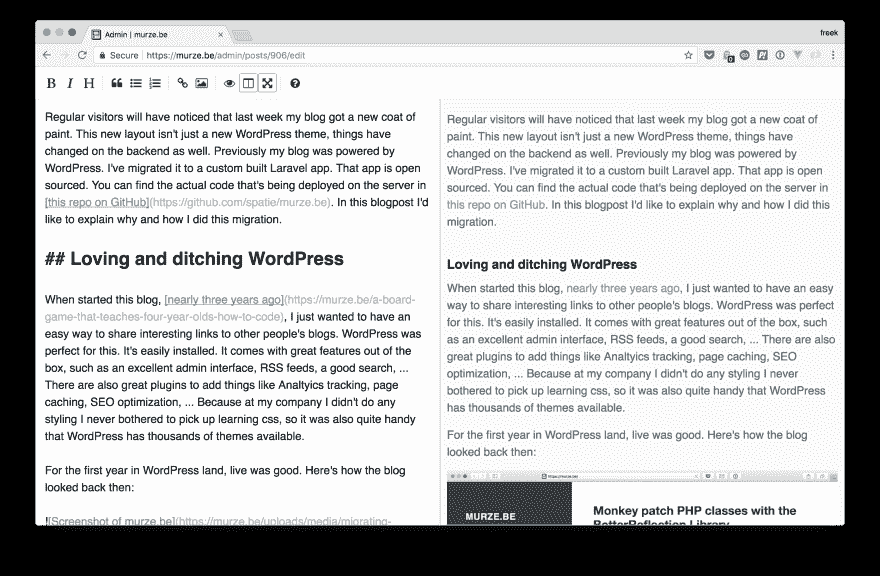 Admin | murze.be
freek
Secure https://murze.be/admin/posts/906/edit
B I H
Regular visitors will have noticed that last week my blog got a new coat of
paint. This new layout isn't just a new WordPress theme, things have
changed on the backend as well. Previously my blog was powered by
WordPress. I've migrated it to a custom built Laravel app. That app is open
sourced. You can find the actual code that's being deployed on the server in
[this repo on GitHub](https://github.com/spatie/murze.be). In this blogpost I'd
like to explain why and how I did this migration.
## Loving and ditching WordPress
When started this blog, [nearly three years ago](https://murze.be/a-board-
game-that-teaches-four-year-olds-how-to-code), I just wanted to have an
easy way to share interesting links to other people's blogs. WordPress was
perfect for this. It's easily installed. It comes with great features out of the
box, such as an excellent admin interface, RSS feeds, a good search, ...
There are also great plugins to add things like Analtyics tracking, page
caching, SEO optimization, ... Because at my company I didn't do any
styling I never bothered to pick up learning css, so it was also quite handy
that WordPress has thousands of themes available.
For the first year in WordPress land, live was good. Here's how the blog
looked back then:
![Screenshot of murze.be](https://murze.be/uploads/media/migrating-
Regular visitors will have noticed that last week my blog got a new coat of
paint. This new layout isn't just a new WordPress theme, things have
changed on the backend as well. Previously my blog was powered by
WordPress. I've migrated it to a custom built Laravel app. That app is open
sourced. You can find the actual code that's being deployed on the server in
this repo on GitHub. In this blogpost I'd like to explain why and how I did this
migration.
Loving and ditching WordPress
When started this blog, nearly three years ago, I just wanted to have an easy
way to share interesting links to other people's blogs. WordPress was perfect
for this. It's easily installed. It comes with great features out of the box, such
as an excellent admin interface, RSS feeds, a good search, ... There are also
great plugins to add things like Analtyics tracking, page caching, SEO
optimization, ... Because at my company I didn't do any styling I never
bothered to pick up learning css, so it was also quite handy that WordPress
has thousands of themes available.
For the first year in WordPress land, live was good. Here's how the blog
looked back then:
MURZE.BE
Monkey patch PHP classes with the
BetterReflection Library